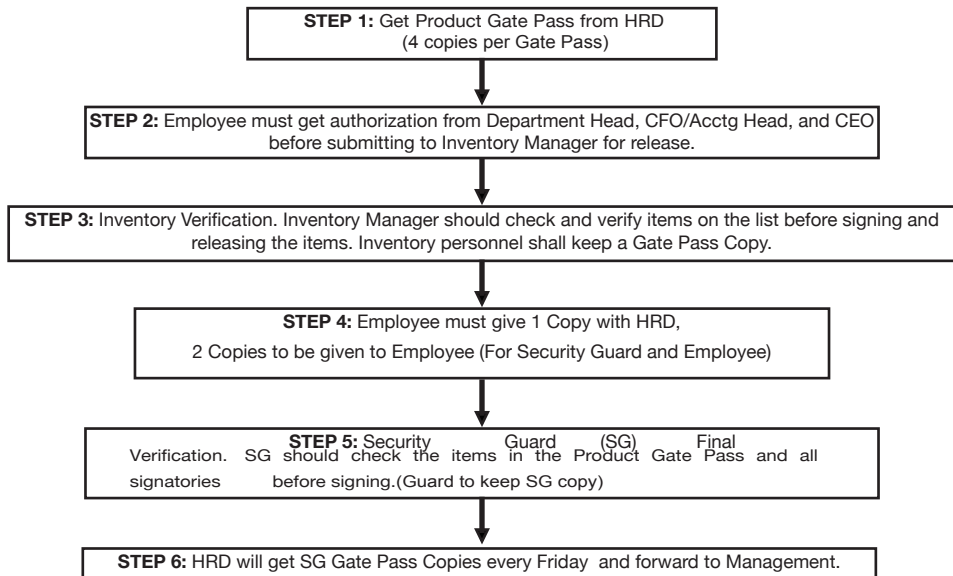 STEP 1: Get Product Gate Pass from HRD
(4 copies per Gate Pass)
STEP 2: Employee must get authorization from Department Head, CFO/Acctg Head, and CEO
before submitting to Inventory Manager for release.
STEP 3: Inventory Verification. Inventory Manager should check and verify items on the list before signing and
releasing the items. Inventory personnel shall keep a Gate Pass Copy.
STEP 4: Employee must give 1 Copy with HRD,
2 Copies to be given to Employee (For Security Guard and Employee)
STEP 5: Security Guard (SG) Final
Verification. SG should check the items in the Product Gate Pass and all
signatories before signing.(Guard to keep SG copy)
STEP 6: HRD will get SG Gate Pass Copies every Friday and forward to Management.